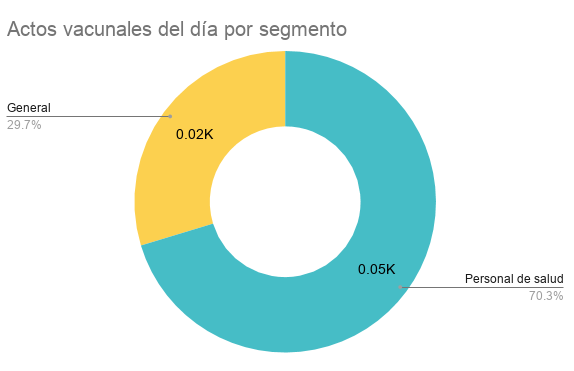 Actos vacunales del día por segmento
General
29.7%
0.02K
0.05K
Personal de salud
70.3%